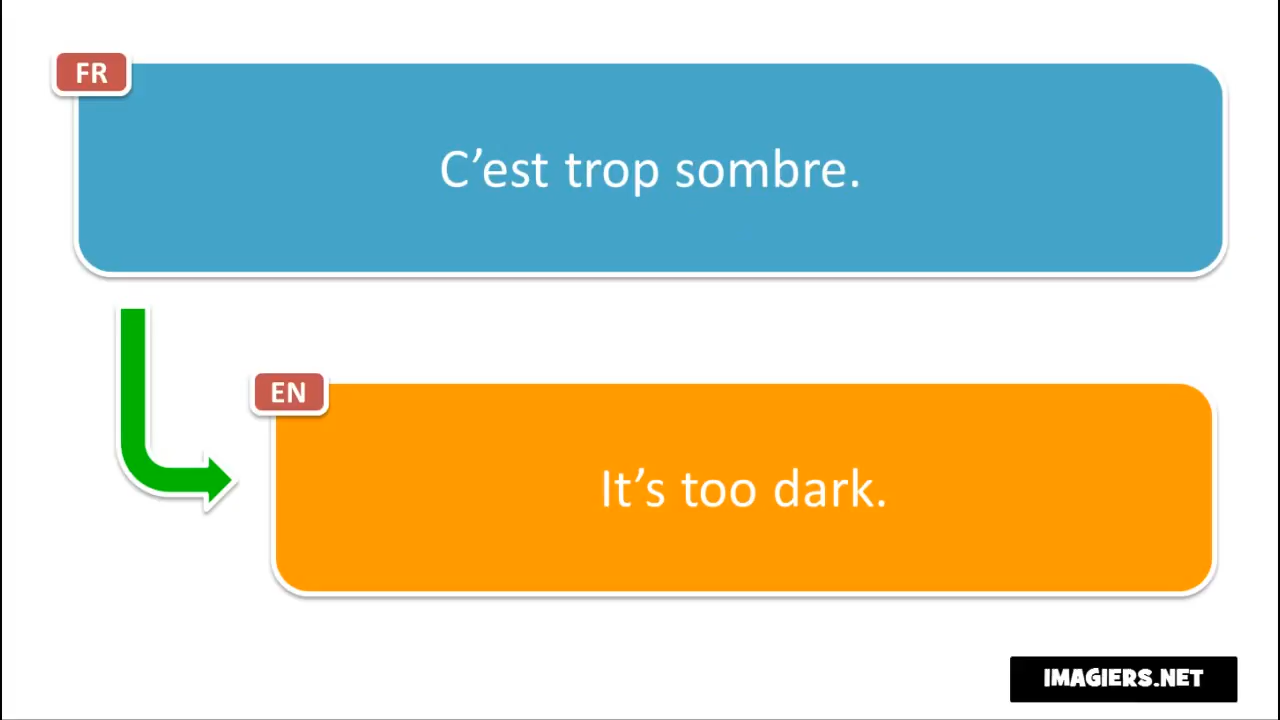 FR
C’est trop sombre.
EN
It’s too dark.
IMAGIERS.NET